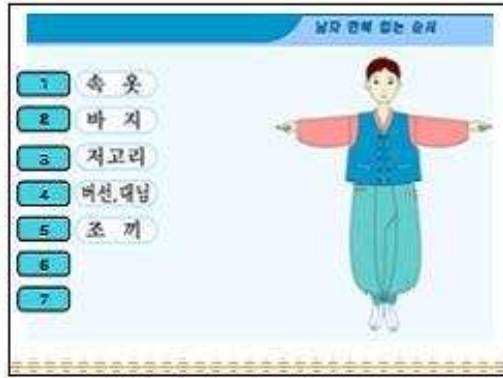 남자 한복 입는 순서
1 속 옷
2 바 지
3 저고리
4 버선,대님
5 조 끼
6
7